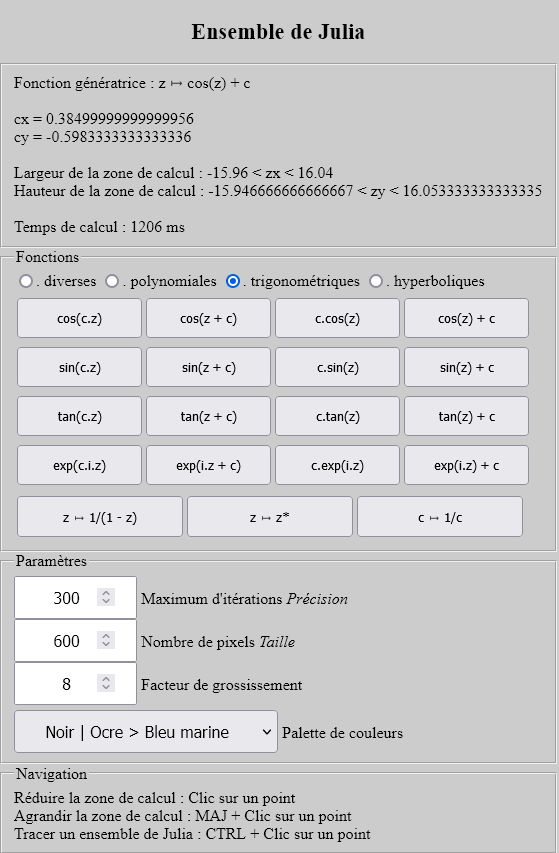 Ensemble de Julia
Fonction génératrice : z ↦ cos(z) + c
cx = 0.38499999999999956
cy = -0.5983333333333336
Largeur de la zone de calcul : -15.96 < zx < 16.04
Hauteur de la zone de calcul : -15.946666666666667 < zy < 16.053333333333335
Temps de calcul : 1206 ms
Fonctions
. diverses . polynomiales . trigonométriques . hyperboliques
cos(c.z) cos(z + c) c.cos(z) cos(z) + c
sin(c.z) sin(z + c) c.sin(z) sin(z) + c
tan(c.z) tan(z + c) c.tan(z) tan(z) + c
exp(c.i.z) exp(i.z + c) c.exp(i.z) exp(i.z) + c
z ↦ 1/(1 - z) z ↦ z* c ↦ 1/c
Paramètres
300 Maximum d'itérations Précision
600 Nombre de pixels Taille
8 Facteur de grossissement
Noir | Ocre > Bleu marine Palette de couleurs
Navigation
Réduire la zone de calcul : Clic sur un point
Agrandir la zone de calcul : MAJ + Clic sur un point
Tracer un ensemble de Julia : CTRL + Clic sur un point